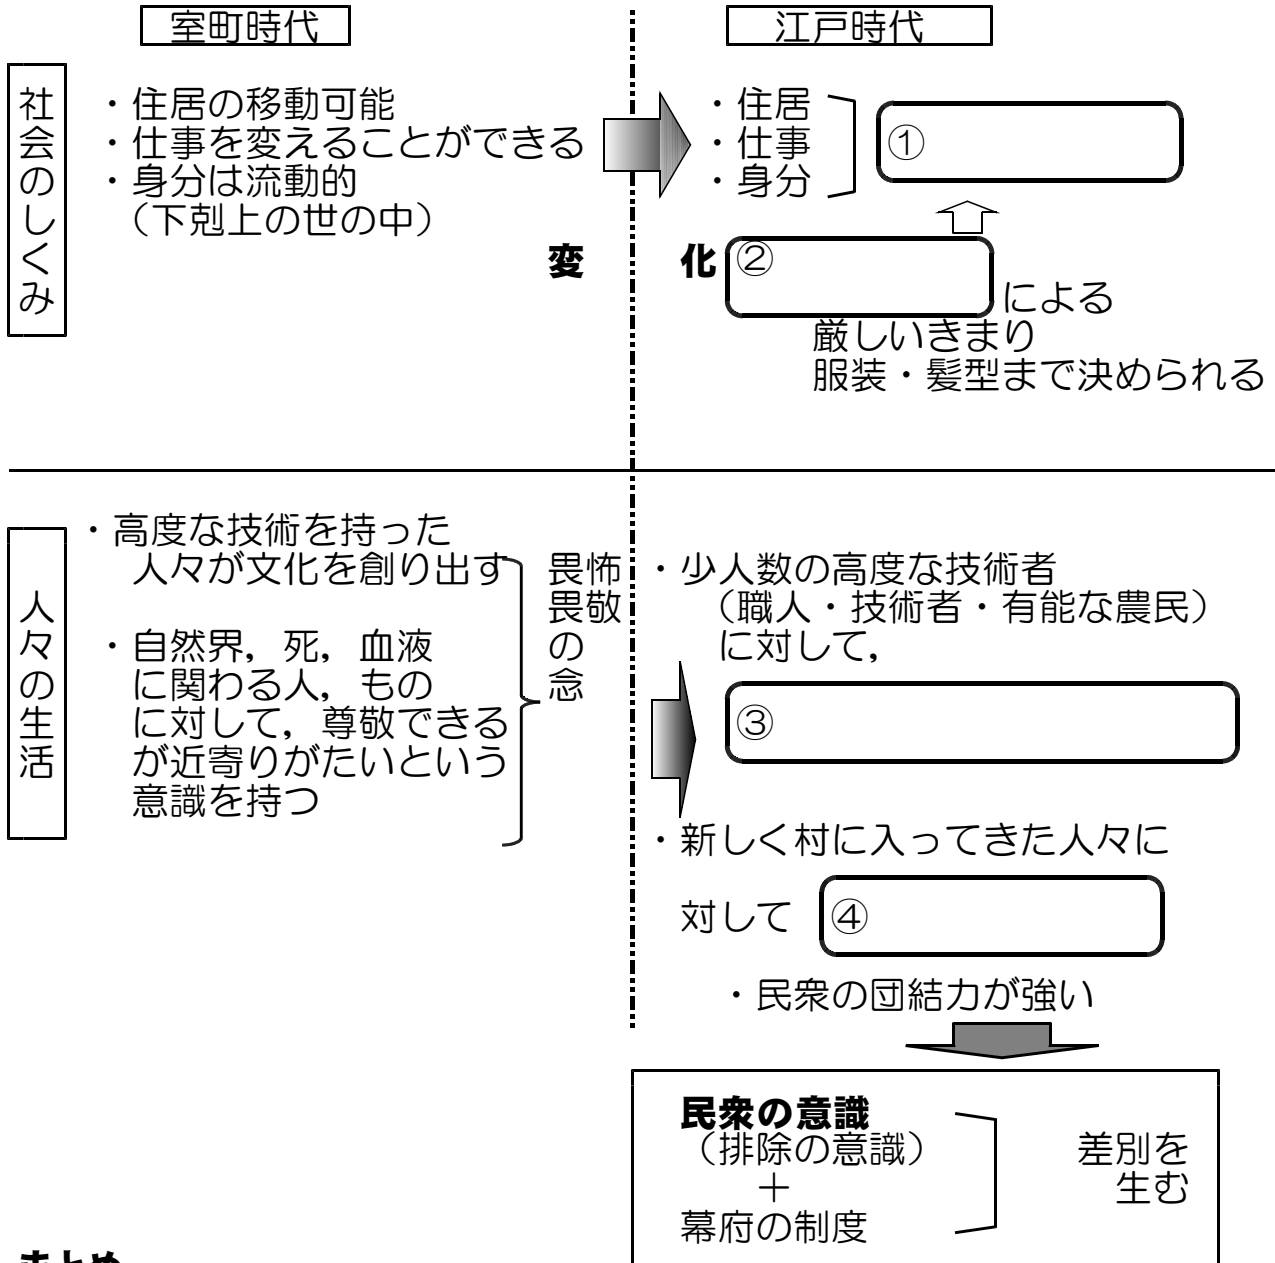 室町時代
江戸時代
社会のしくみ
・住居の移動可能
・仕事を変えることができる
・身分は流動的
（下剋上の世の中）
・住居
・仕事
・身分
①
変　化
②
による
厳しいきまり
服装・髪型まで決められる
人々の生活
・高度な技術を持った
人々が文化を創り出す
・自然界，死，血液
に関わる人，もの
に対して，尊敬できる
が近寄りがたいという
意識を持つ
畏怖
畏敬
の
念
・少人数の高度な技術者
（職人・技術者・有能な農民）
に対して，
③
・新しく村に入ってきた人々に
対して
④
・民衆の団結力が強い
民衆の意識
（排除の意識）
＋
幕府の制度
差別を
生む
まとめ